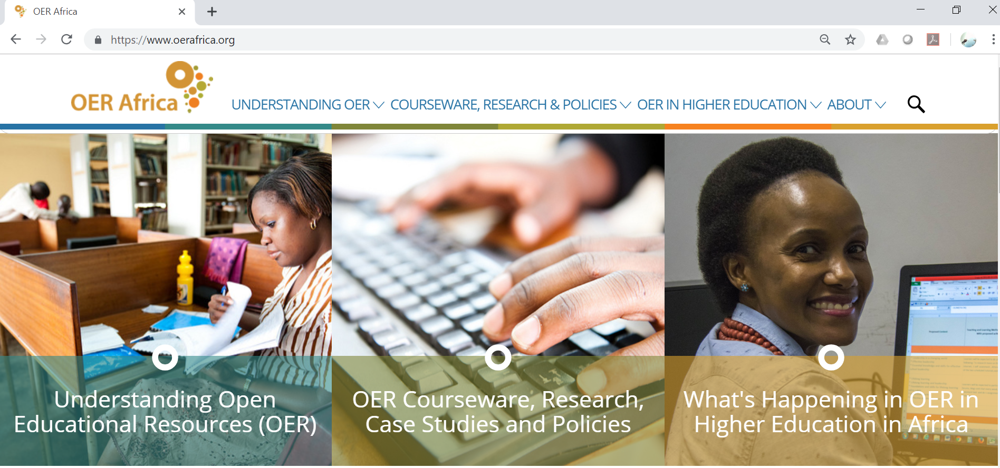 OER Africa
https://www.oerafrica.org
OER Africa
UNDERSTANDING OER COURSEWARE, RESEARCH & POLICIES OER IN HIGHER EDUCATION ABOUT
Understanding Open
Educational Resources (OER)
OER Courseware, Research,
Case Studies and Policies
What's Happening in OER in
Higher Education in Africa